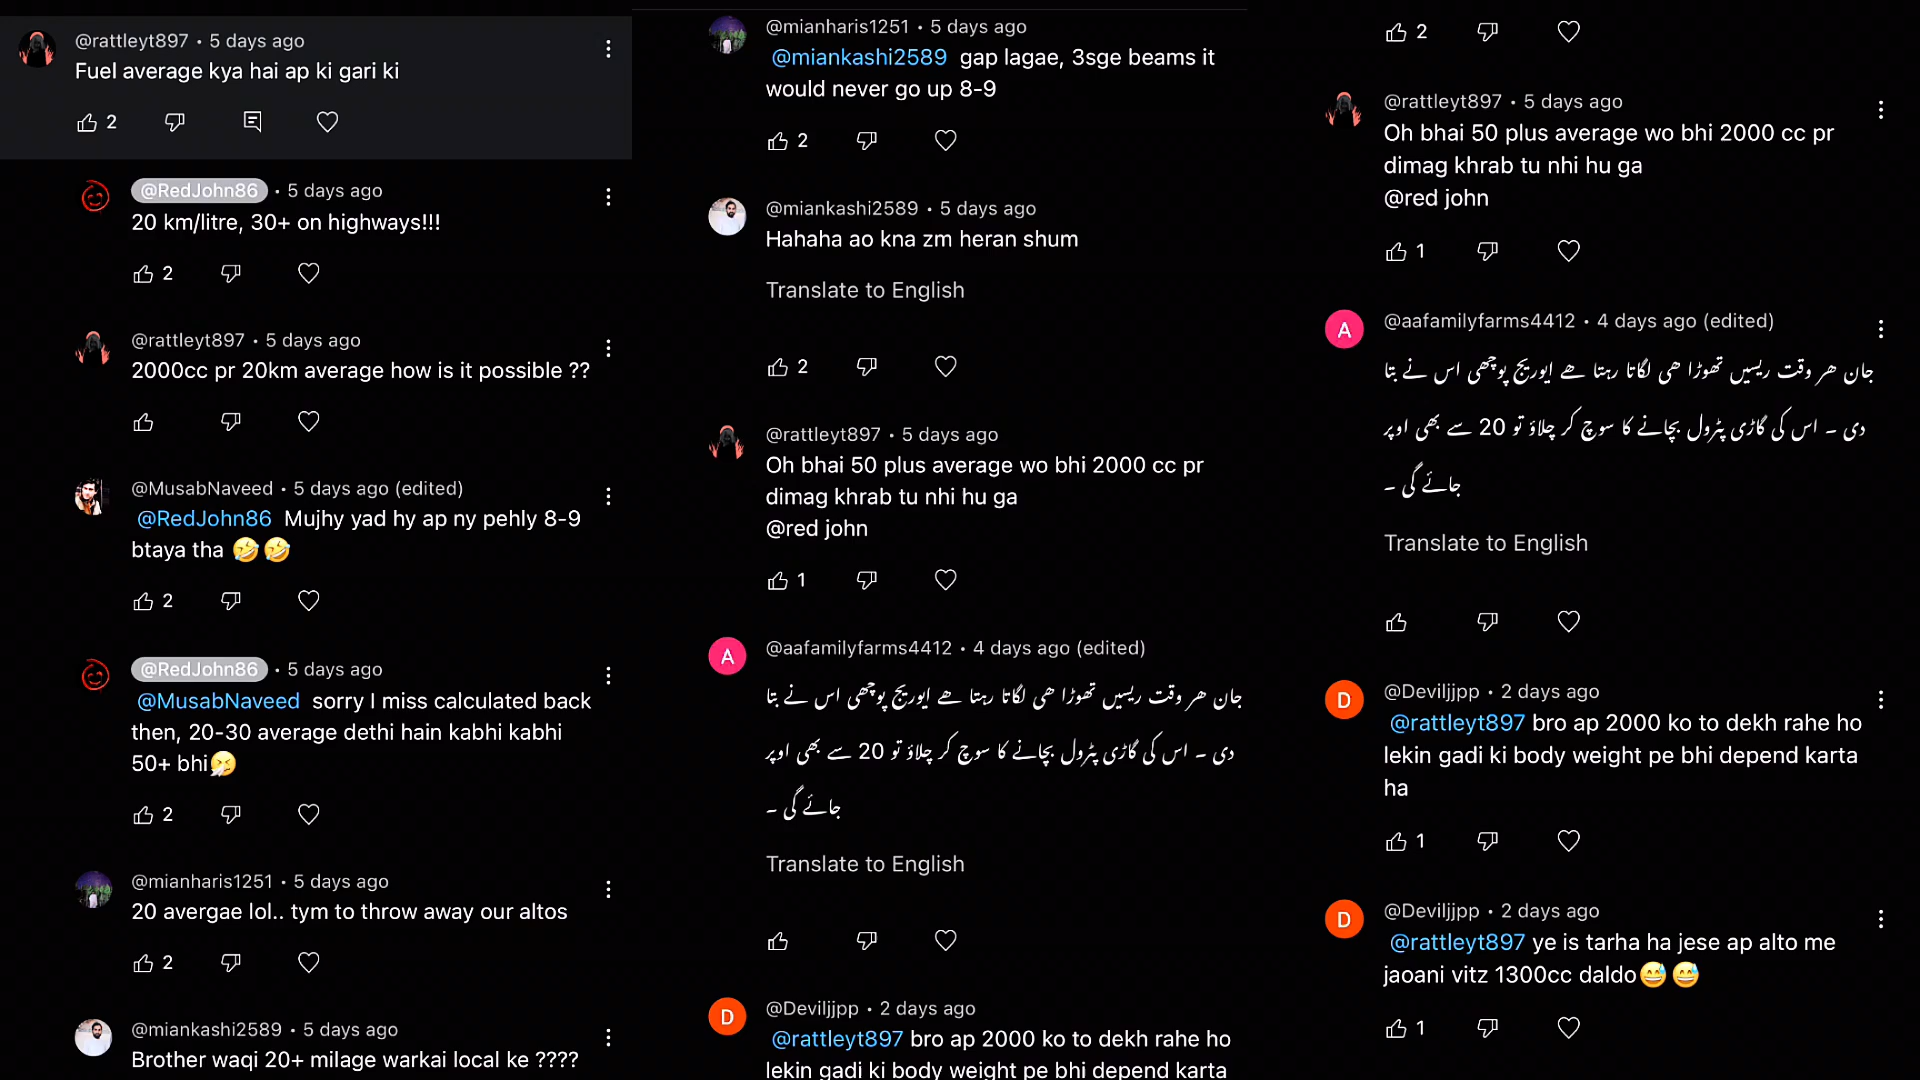 @rattleyt897 • 5 days ago
Fuel average kya hai ap ki gari ki
2
@RedJohn86 • 5 days ago
20 km/litre, 30+ on highways!!!
2
@rattleyt897 • 5 days ago
2000cc pr 20km average how is it possible ??
@MusabNaveed • 5 days ago (edited)
@RedJohn86 Mujhy yad hy ap ny pehly 8-9
btaya tha 🤣🤣
2
@RedJohn86 • 5 days ago
@MusabNaveed sorry I miss calculated back
then, 20-30 average dethi hain kabhi kabhi
50+ bhi🤧
2
@mianharis1251 • 5 days ago
20 avergae lol.. tym to throw away our altos
2
@miankashi2589 • 5 days ago
Brother waqi 20+ milage warkai local ke ????
@mianharis1251 • 5 days ago
@miankashi2589 gap lagae, 3sge beams it
would never go up 8-9
2
@miankashi2589 • 5 days ago
Hahaha ao kna zm heran shum
Translate to English
2
@rattleyt897 • 5 days ago
Oh bhai 50 plus average wo bhi 2000 cc pr
dimag khrab tu nhi hu ga
@red john
1
A
@aafamilyfarms4412 • 4 days ago (edited)
جان ھر وقت ریسیں تھوڑا ھی لگاتا رہتا ھے ایوریج پوچھی اس نے بتا
دی ۔ اس کی گاڑی پٹرول بچانے کا سوچ کر چلاؤ تو 20 سے بھی اوپر
جائے گی ۔
Translate to English
D
@Deviljjpp • 2 days ago
@rattleyt897 bro ap 2000 ko to dekh rahe ho
lekin gadi ki body weight pe bhi depend karta
2
@rattleyt897 • 5 days ago
Oh bhai 50 plus average wo bhi 2000 cc pr
dimag khrab tu nhi hu ga
@red john
1
A
@aafamilyfarms4412 • 4 days ago (edited)
جان ھر وقت ریسیں تھوڑا ھی لگاتا رہتا ھے ایوریج پوچھی اس نے بتا
دی ۔ اس کی گاڑی پٹرول بچانے کا سوچ کر چلاؤ تو 20 سے بھی اوپر
جائے گی ۔
Translate to English
D
@Deviljjpp • 2 days ago
@rattleyt897 bro ap 2000 ko to dekh rahe ho
lekin gadi ki body weight pe bhi depend karta
ha
1
D
@Deviljjpp • 2 days ago
@rattleyt897 ye is tarha ha jese ap alto me
jaoani vitz 1300cc daldo😅😅
1